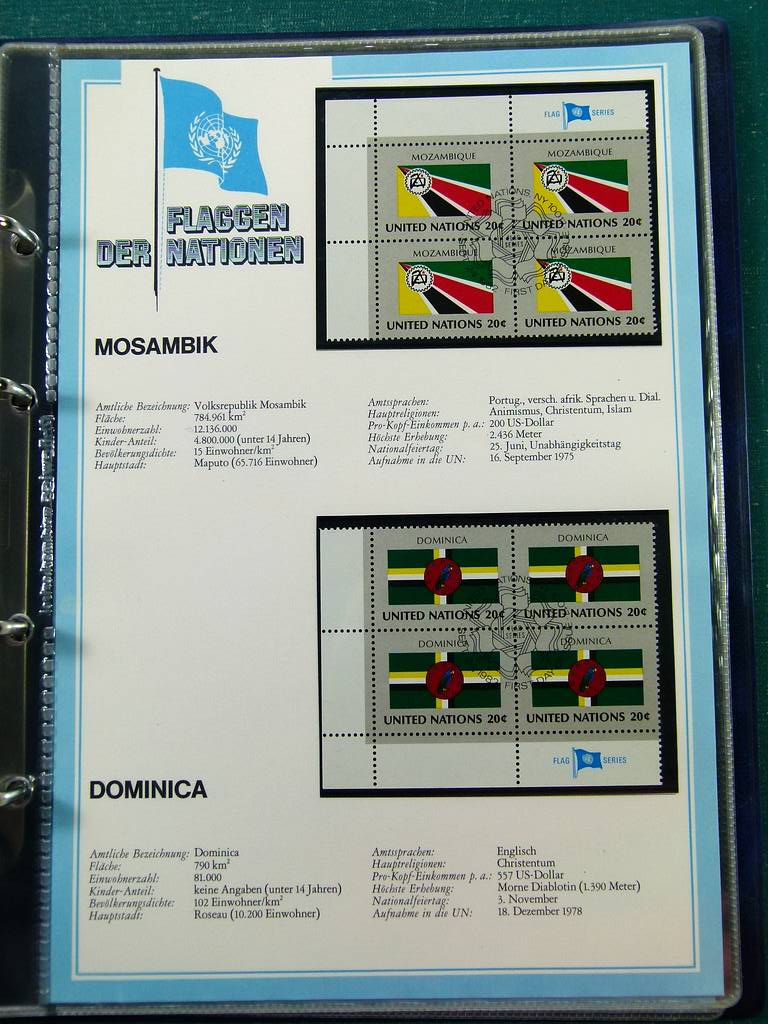 FLAGGEN
DER NATIONEN
FLAG SERIES
MOZAMBIQUE
MOZAMBIQUE
UNITED NATIONS 20¢
UNITED NATIONS 20¢
MOZAMBIQUE
MOZAMBIQUE
UNITED NATIONS 20¢
UNITED NATIONS 20¢
FIRST DAY
MOSAMBIK
Amtliche Bezeichnung: Volksrepublik Mosambik
Fläche: 784.961 km²
Einwohnerzahl: 12.136.000
Kinder-Anteil: 4.800.000 (unter 14 Jahren)
Bevölkerungsdichte: 15 Einwohner/km²
Hauptstadt: Maputo (65.716 Einwohner)
Amtssprachen: Portug., versch. afrik. Sprachen u. Dial.
Hauptreligionen: Animismus, Christentum, Islam
Pro-Kopf-Einkommen p. a.: 200 US-Dollar
Höchste Erhebung: 2.436 Meter
Nationalfeiertag: 25. Juni, Unabhängigkeitstag
Aufnahme in die UN: 16. September 1975
DOMINICA
DOMINICA
UNITED NATIONS 20¢
UNITED NATIONS 20¢
DOMINICA
DOMINICA
UNITED NATIONS 20¢
UNITED NATIONS 20¢
1982 FIRST DAY
FLAG SERIES
DOMINICA
Amtliche Bezeichnung: Dominica
Fläche: 790 km²
Einwohnerzahl: 81.000
Kinder-Anteil: keine Angaben (unter 14 Jahren)
Bevölkerungsdichte: 102 Einwohner/km²
Hauptstadt: Roseau (10.200 Einwohner)
Amtssprachen: Englisch
Hauptreligionen: Christentum
Pro-Kopf-Einkommen p. a.: 557 US-Dollar
Höchste Erhebung: Morne Diablotin (1.390 Meter)
Nationalfeiertag: 3. November
Aufnahme in die UN: 18. Dezember 1978